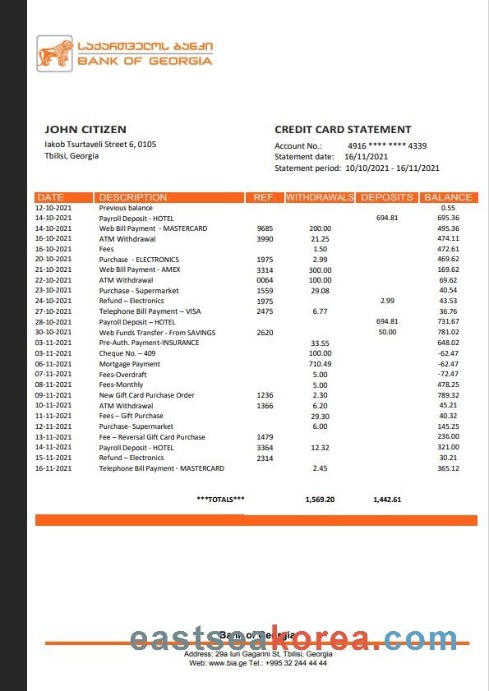 ᲡᲐᲥᲐᲠᲗᲕᲔᲚᲝᲡ ᲑᲐᲜᲙᲘ
BANK OF GEORGIA
JOHN CITIZEN
Iakob Tsurtaveli Street 6, 0105
Tbilisi, Georgia
CREDIT CARD STATEMENT
Account No.: 4916 **** **** 4339
Statement date: 16/11/2021
Statement period: 10/10/2021 - 16/11/2021
DATE DESCRIPTION REF. WITHDRAWALS DEPOSITS BALANCE
12-10-2021 Previous balance 0.55
14-10-2021 Payroll Deposit - HOTEL 694.81 695.36
14-10-2021 Web Bill Payment - MASTERCARD 9685 200.00 495.36
16-10-2021 ATM Withdrawal 3990 21.25 474.11
16-10-2021 Fees 1.50 472.61
20-10-2021 Purchase - ELECTRONICS 1975 2.99 469.62
21-10-2021 Web Bill Payment - AMEX 3314 300.00 169.62
22-10-2021 ATM Withdrawal 0064 100.00 69.62
23-10-2021 Purchase - Supermarket 1559 29.08 40.54
24-10-2021 Refund – Electronics 1975 2.99 43.53
27-10-2021 Telephone Bill Payment – VISA 2475 6.77 36.76
28-10-2021 Payroll Deposit – HOTEL 694.81 731.67
30-10-2021 Web Funds Transfer - From SAVINGS 2620 50.00 781.02
03-11-2021 Pre-Auth. Payment-INSURANCE 33.55 648.02
03-11-2021 Cheque No. – 409 100.00 -62.47
06-11-2021 Mortgage Payment 710.49 -62.47
07-11-2021 Fees-Overdraft 5.00 -72.47
08-11-2021 Fees-Monthly 5.00 478.25
09-11-2021 New Gift Card Purchase Order 1236 2.30 789.32
10-11-2021 ATM Withdrawal 1366 6.20 45.21
11-11-2021 Fees – Gift Purchase 29.30 40.32
12-11-2021 Purchase- Supermarket 6.00 145.25
13-11-2021 Fee – Reversal Gift Card Purchase 1479 236.00
14-11-2021 Payroll Deposit - HOTEL 3364 12.32 321.00
15-11-2021 Refund – Electronics 2314 30.21
16-11-2021 Telephone Bill Payment - MASTERCARD 2.45 365.12
***TOTALS*** 1,569.20 1,442.61
Bank of Georgia
eastseakorea.com
Address: 29a Iuri Gagarini St, Tbilisi, Georgia
Web: www.bia.ge Tel.: +995 32 244 44 44